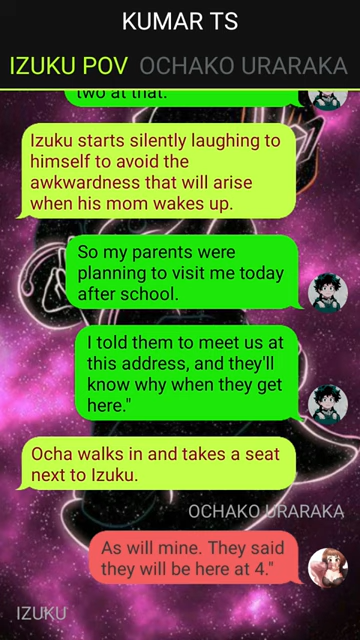 KUMAR TS
IZUKU POV OCHAKO URARAKA
two at that.
Izuku starts silently laughing to
himself to avoid the
awkwardness that will arise
when his mom wakes up.
So my parents were
planning to visit me today
after school.
I told them to meet us at
this address, and they'll
know why when they get
here."
Ocha walks in and takes a seat
next to Izuku.
OCHAKO URARAKA
As will mine. They said
they will be here at 4."
IZUKU